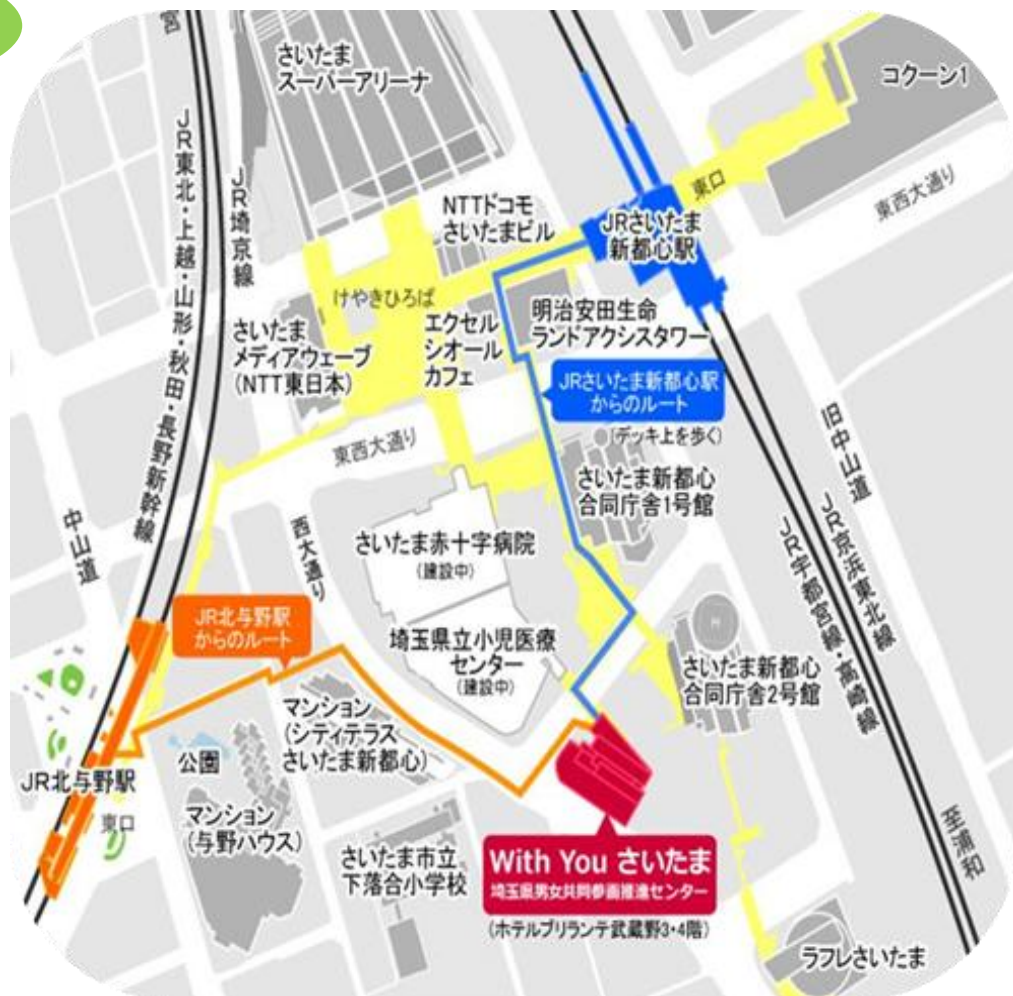 宮
さいたま
スーパーアリーナ
コクーン1
JR東北・上越・山形・秋田・長野新幹線
JR埼京線
東口
東西大通り
NTTドコモ
さいたまビル
JRさいたま
新都心駅
けやきひろば
さいたま
メディアウェーブ
(NTT東日本)
エクセル
シオール
カフェ
明治安田生命
ランドアクシスタワー
JRさいたま新都心駅
からのルート
(デッキ上を歩く)
東西大通り
さいたま新都心
合同庁舎1号館
旧中山道
JR京浜東北線
JR宇都宮線・高崎線
中山道
西大通り
さいたま赤十字病院
(建設中)
JR北与野駅
からのルート
埼玉県立小児医療
センター
(建設中)
H
さいたま新都心
合同庁舎2号館
マンション
(シティテラス
さいたま新都心)
公園
JR北与野駅
東口
マンション
(与野ハウス)
さいたま市立
下落合小学校
With You さいたま
埼玉県男女共同参画推進センター
(ホテルブリランテ武蔵野3・4階)
至浦和
ラフレさいたま